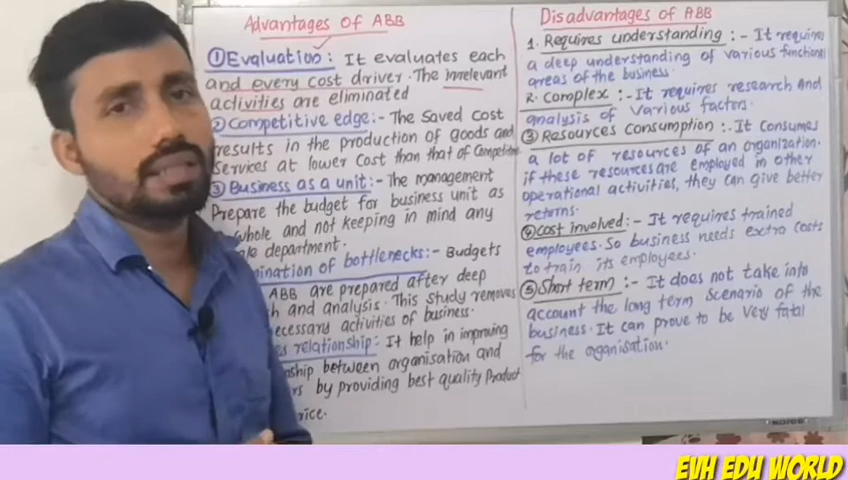 Advantages of ABB
① Evaluation :- It evaluates each
and every cost driver. The irrelevant
activities are eliminated
② Competitive edge:- The Saved Cost
results in the production of goods and
Services at lower Cost than that of
③ Business as a unit:- The management
Prepare the budget for business unit as
whole and not keeping in mind any
department.
of bottlenecks:- Budgets
ABB are prepared after deep
and analysis. This study removes
activities of business.
relationship:- It help in improving
between organisation and
by providing best quality Product
Disadvantages of ABB
1. Requires understanding :- It
a deep understanding of various
areas of the business.
2. Complex :- It requires research And
analysis of various factors.
③ Resources Consumption :- It Consumes
a lot of resources of an organization.
if these resources are employed in other
operational activities, they can give better
returns.
④ Cost involved:- It requires trained
employees. So business needs extra costs
to train its employees.
⑤ Short term :- It does not take into
account the long term Scenario of the
business. It can prove to be very fatal
for the organisation.
EVH EDU WORLD